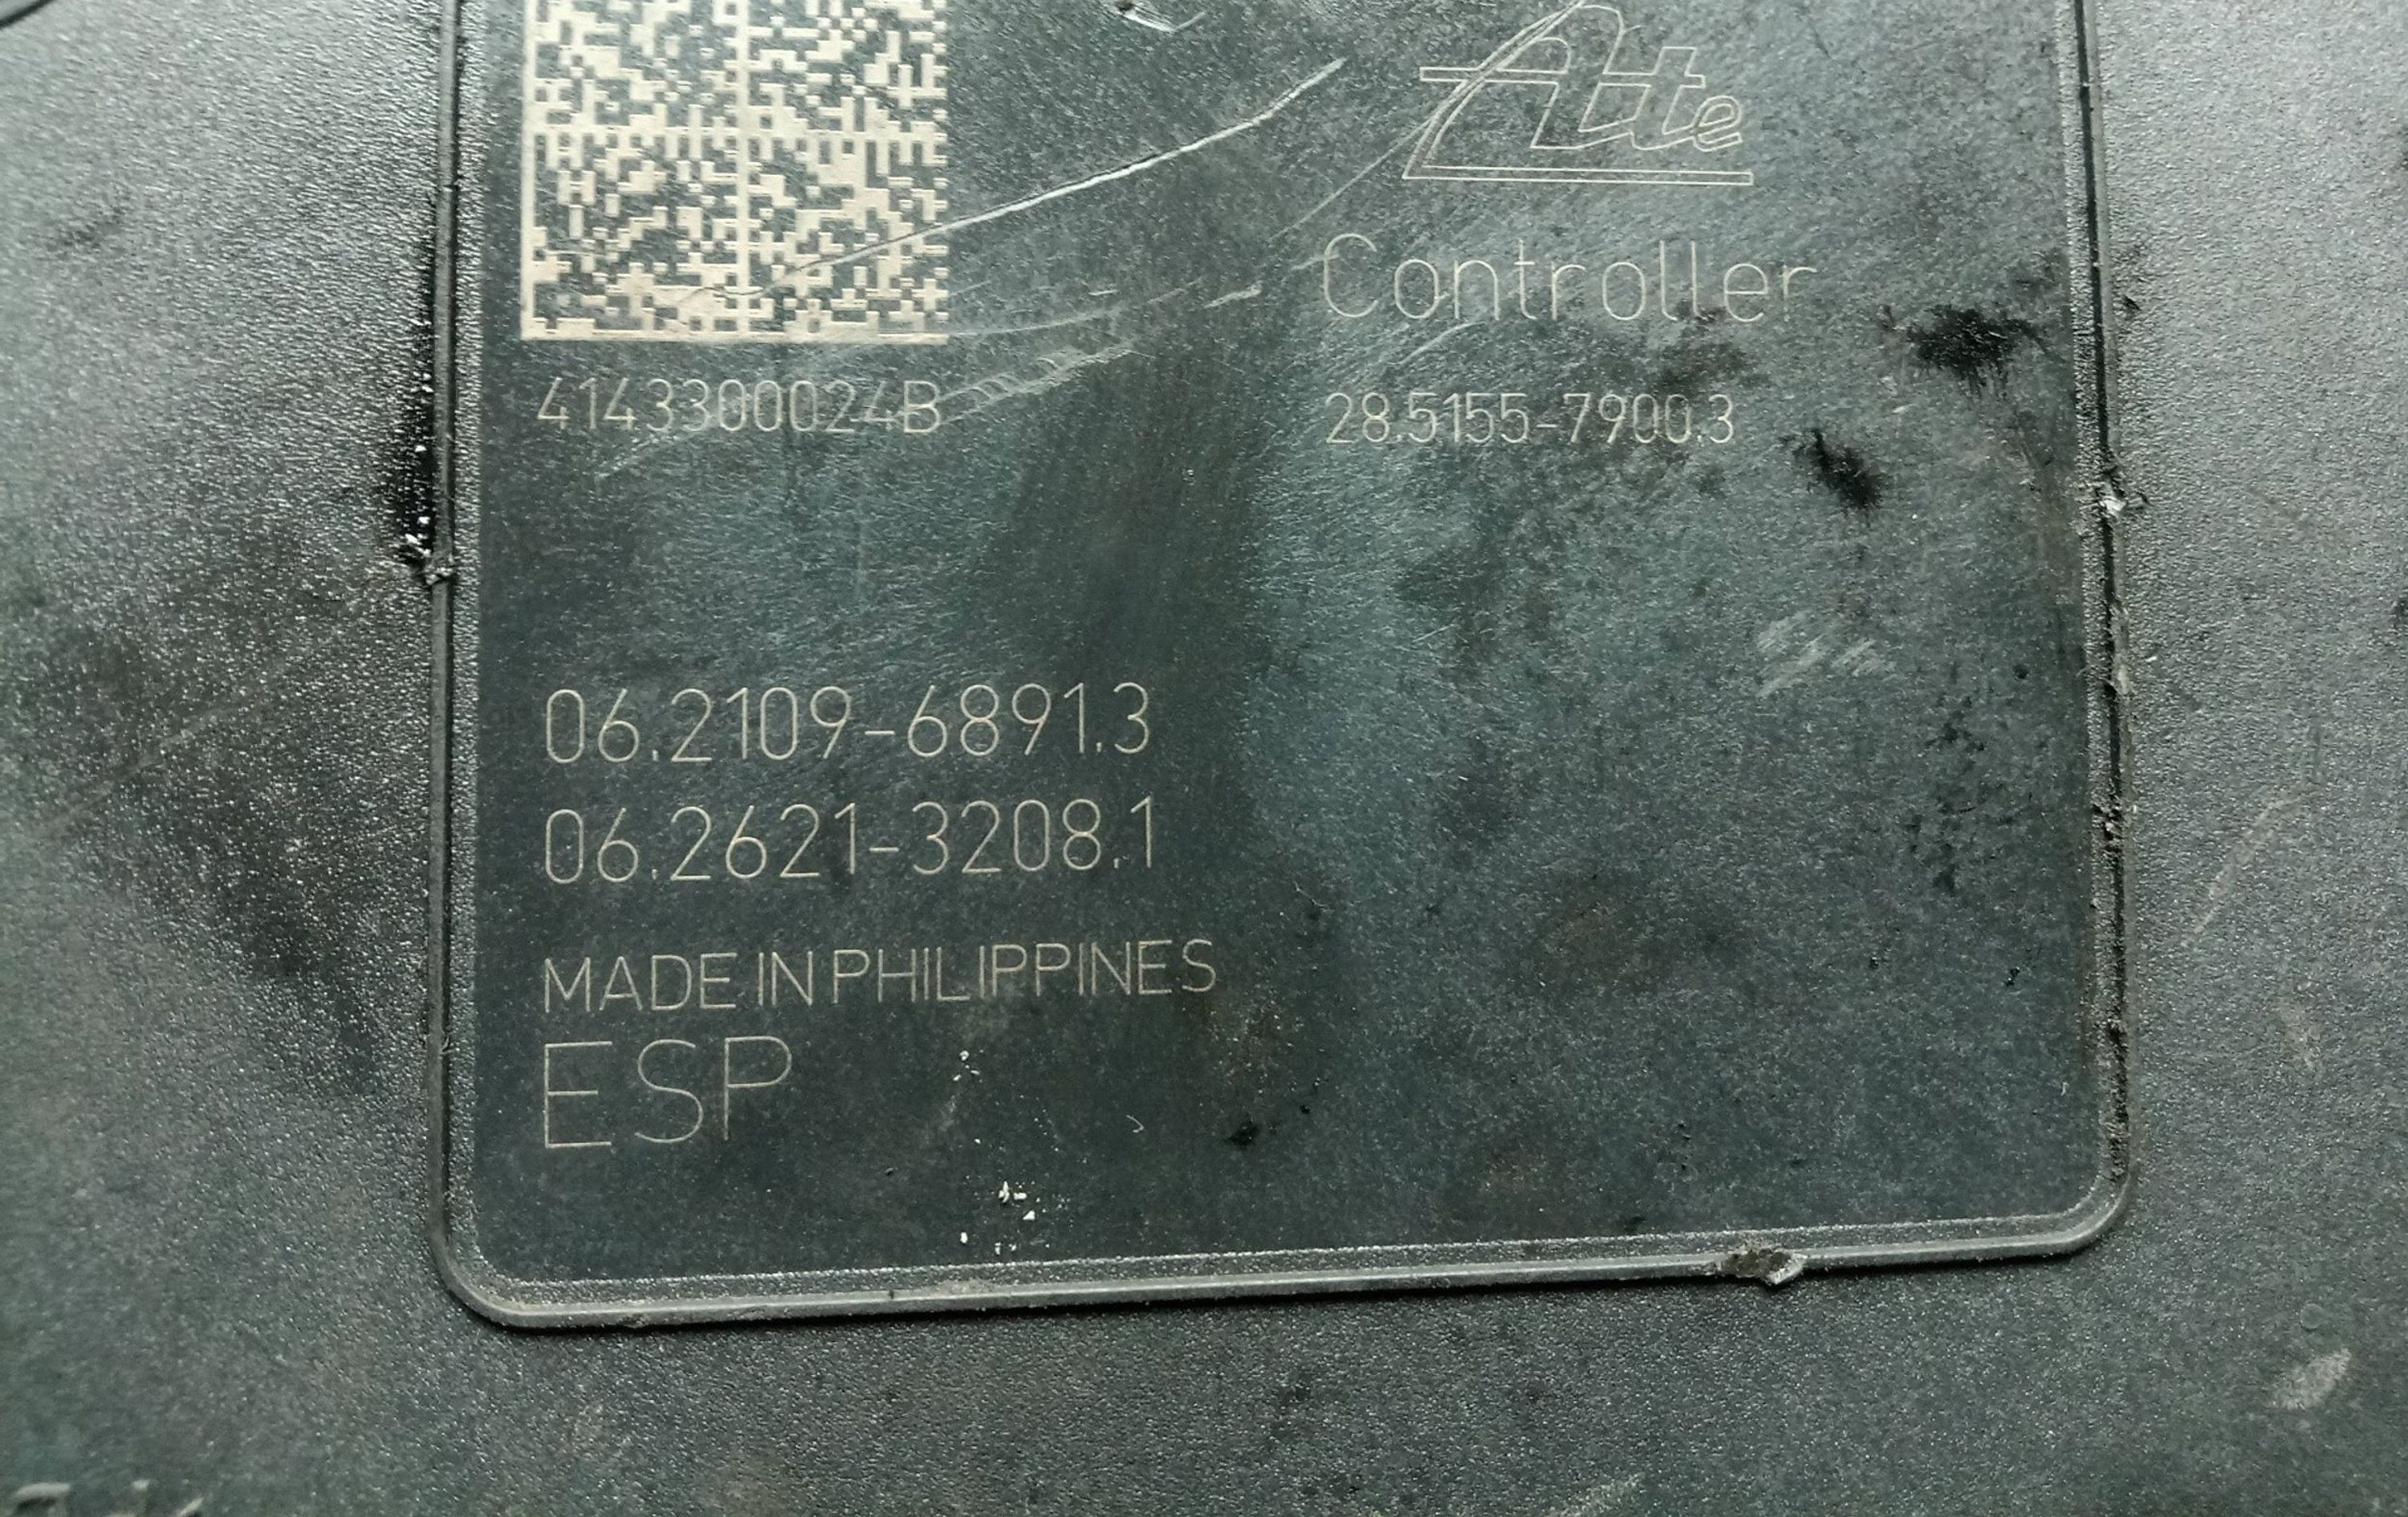 Ate
Controller
4143300024B
28.5155-7900.3
06.2109-6891.3
06.2621-3208.1
MADE IN PHILIPPINES
ESP